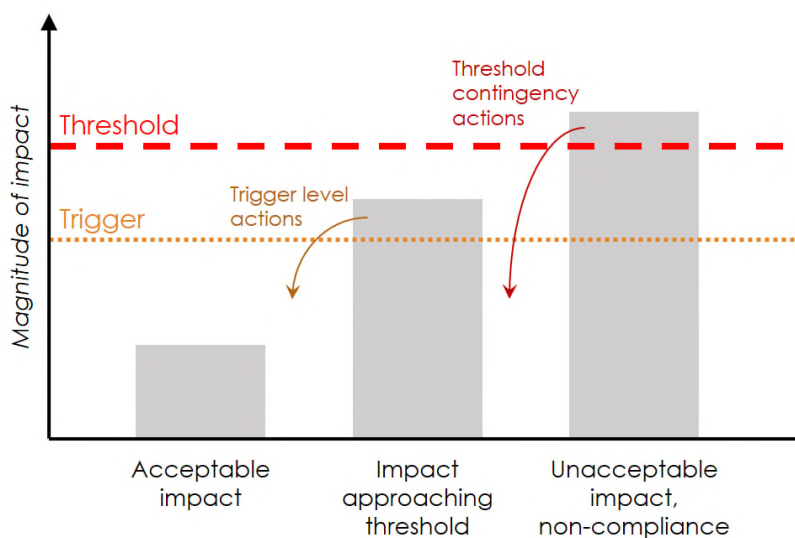 Magnitude of impact
Threshold
Trigger
Trigger level
actions
Threshold
contingency
actions
Acceptable
impact
Impact
approaching
threshold
Unacceptable
impact,
non-compliance